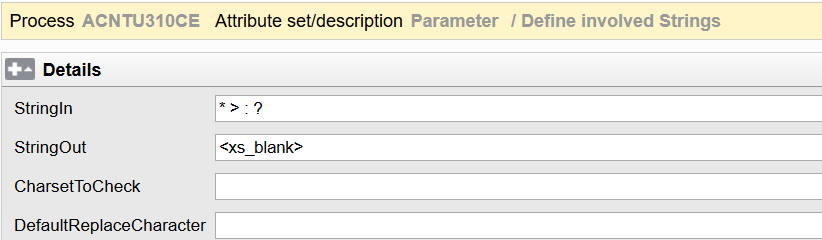 Process ACNTU310CE Attribute set/description Parameter / Define involved Strings
Details
StringIn * > : ?
StringOut <xs_blank>
CharsetToCheck
DefaultReplaceCharacter